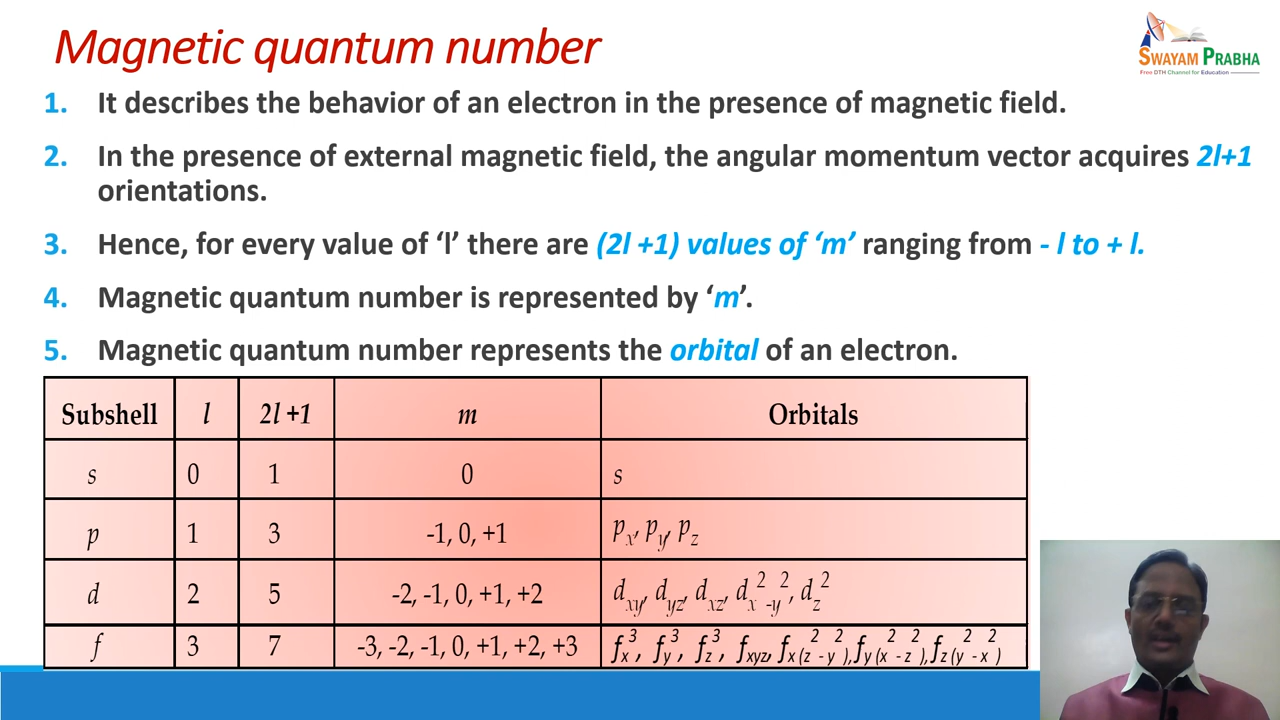 Magnetic quantum number
SWAYAM PRABHA
Free DTH Channel for Education
1. It describes the behavior of an electron in the presence of magnetic field.
2. In the presence of external magnetic field, the angular momentum vector acquires 2l+1
orientations.
3. Hence, for every value of ‘l’ there are (2l +1) values of ‘m’ ranging from - l to + l.
4. Magnetic quantum number is represented by ‘m’.
5. Magnetic quantum number represents the orbital of an electron.
Subshell l 2l +1 m Orbitals
s 0 1 0 s
p 1 3 -1, 0, +1 pₓ, p_y, p_z
d 2 5 -2, -1, 0, +1, +2 d_xy, d_yz, d_xz, d_x²-y², d_z²
f 3 7 -3, -2, -1, 0, +1, +2, +3 f_x³, f_y³, f_z³, f_xyz, f_x(z²-y²), f_y(x²-z²), f_z(y²-x²)